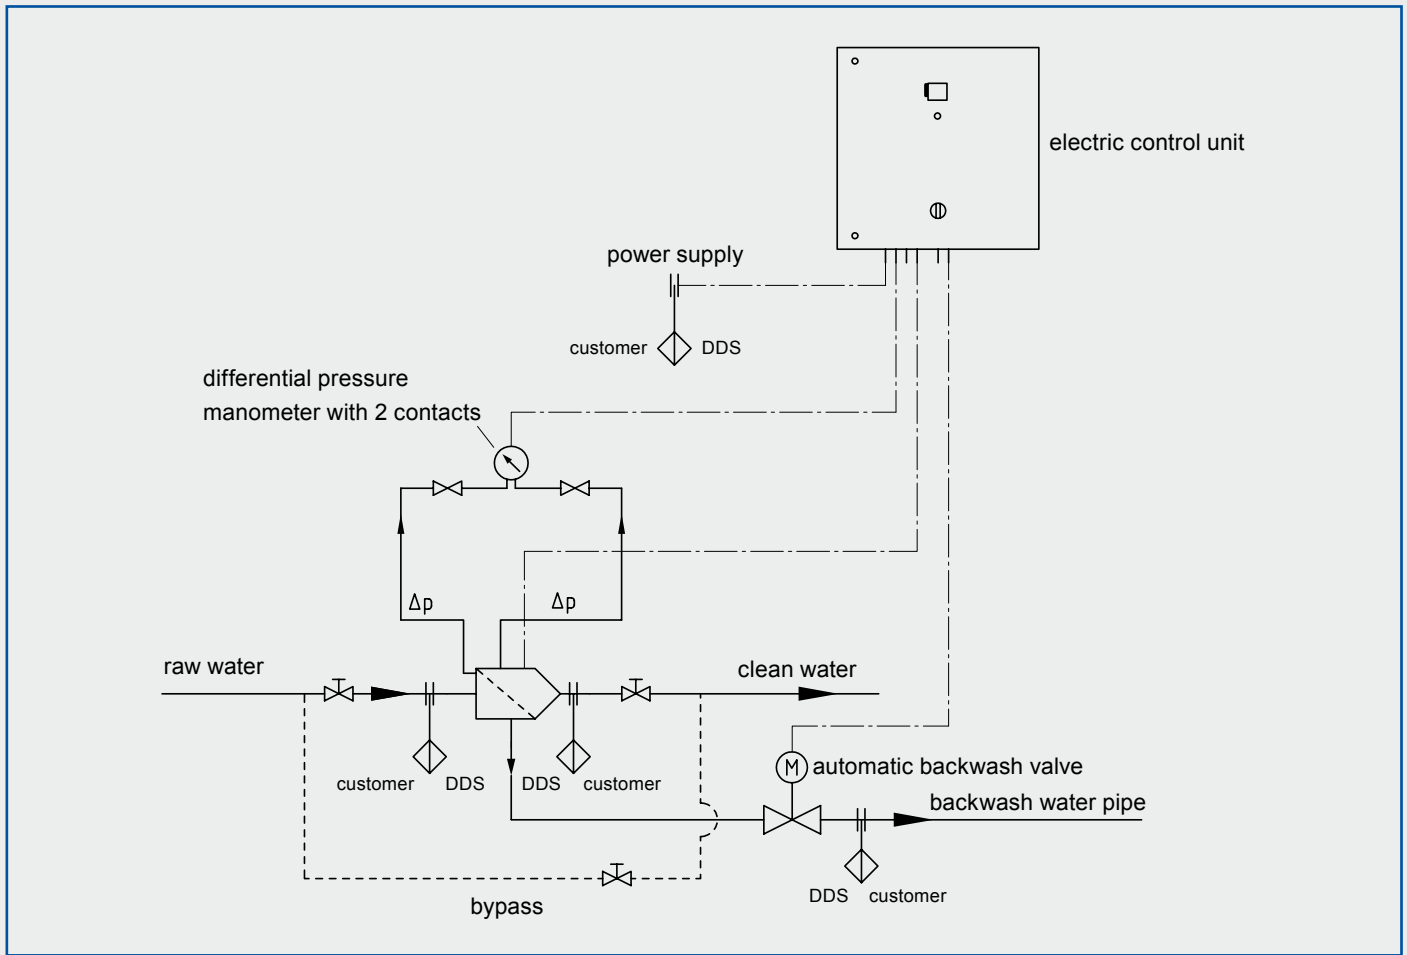 electric control unit
power supply
customer DDS
differential pressure
manometer with 2 contacts
Δp Δp
raw water
clean water
customer DDS DDS customer
M automatic backwash valve
backwash water pipe
DDS customer
bypass